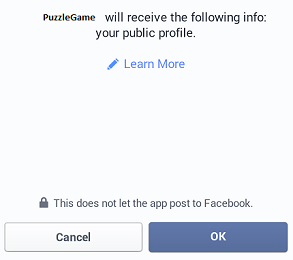 PuzzleGame will receive the following info:
your public profile.
Learn More
This does not let the app post to Facebook.
Cancel
OK